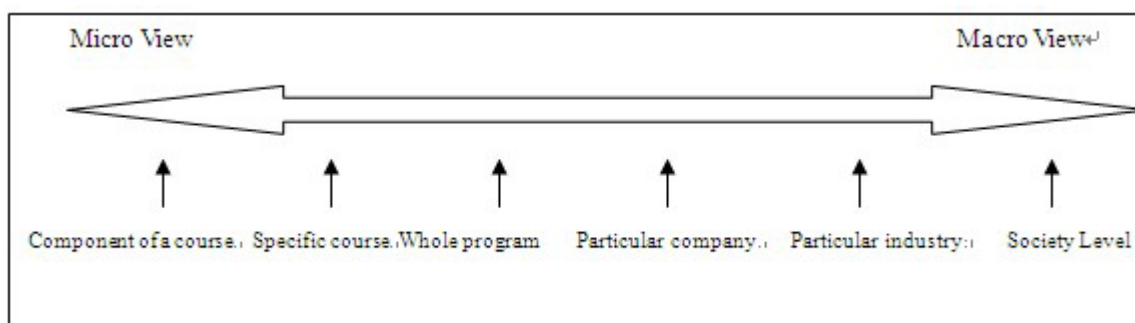 Micro View Macro View↵
Component of a course. Specific course. Whole program Particular company. Particular industry: Society Level